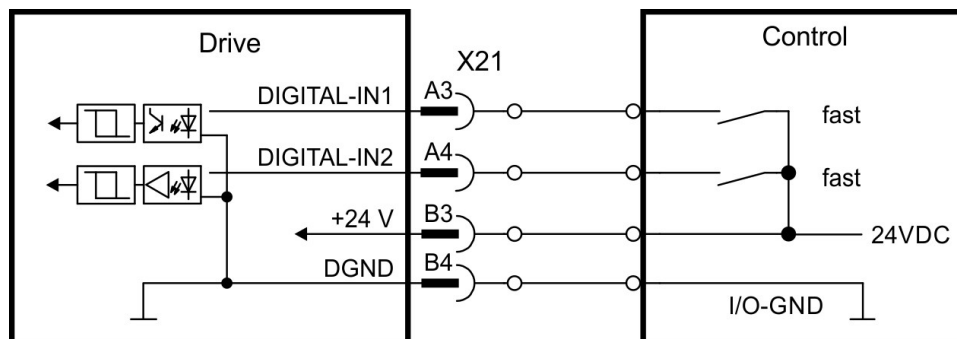 Drive
Control
X21
DIGITAL-IN1
A3
fast
DIGITAL-IN2
A4
fast
+24 V
B3
24VDC
DGND
B4
I/O-GND